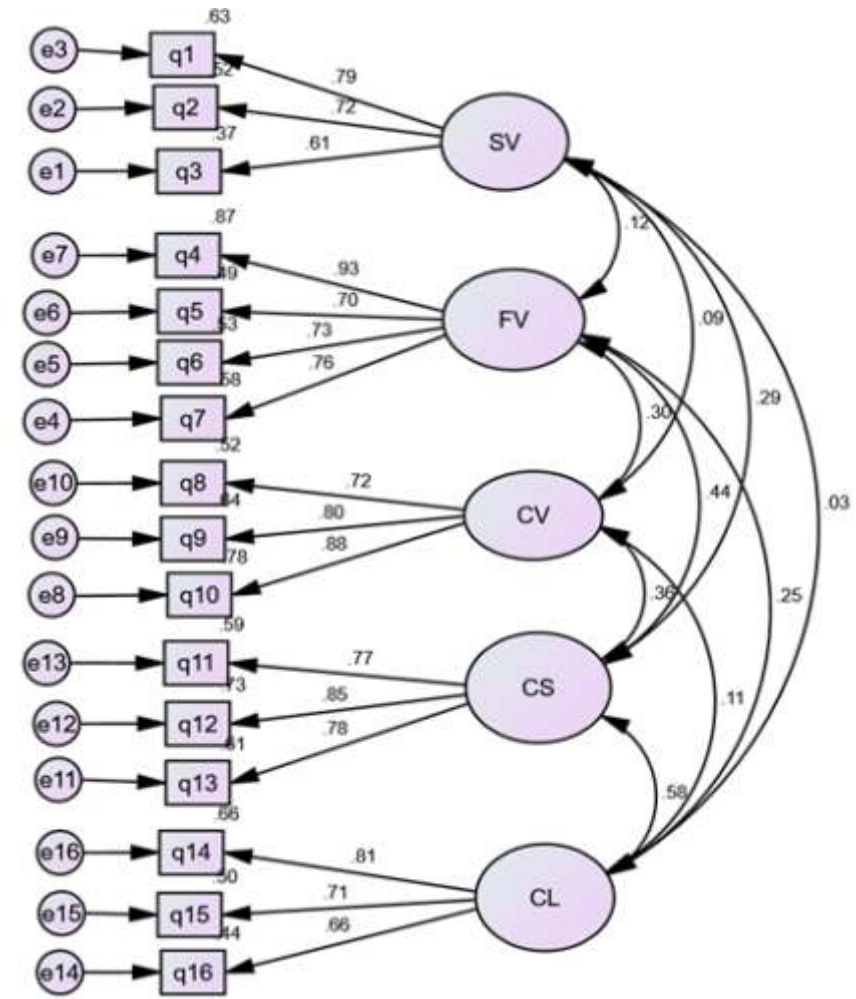 .63
e3 q1 .79
.52
e2 q2 .72 SV
.37
e1 q3 .61
.87
.12
e7 q4 .93
.49
e6 q5 .70 FV
.53
e5 q6 .73 .09
.58
e4 q7 .76 .29
.30
.52
e10 q8 .72 .44
.64
e9 q9 .80 CV .03
.78
e8 q10 .88 .36 .25
.59
e13 q11 .77
.73
e12 q12 .85 CS .11
.61
e11 q13 .78
.58
.66
e16 q14 .81
.50
e15 q15 .71 CL
.44
e14 q16 .66